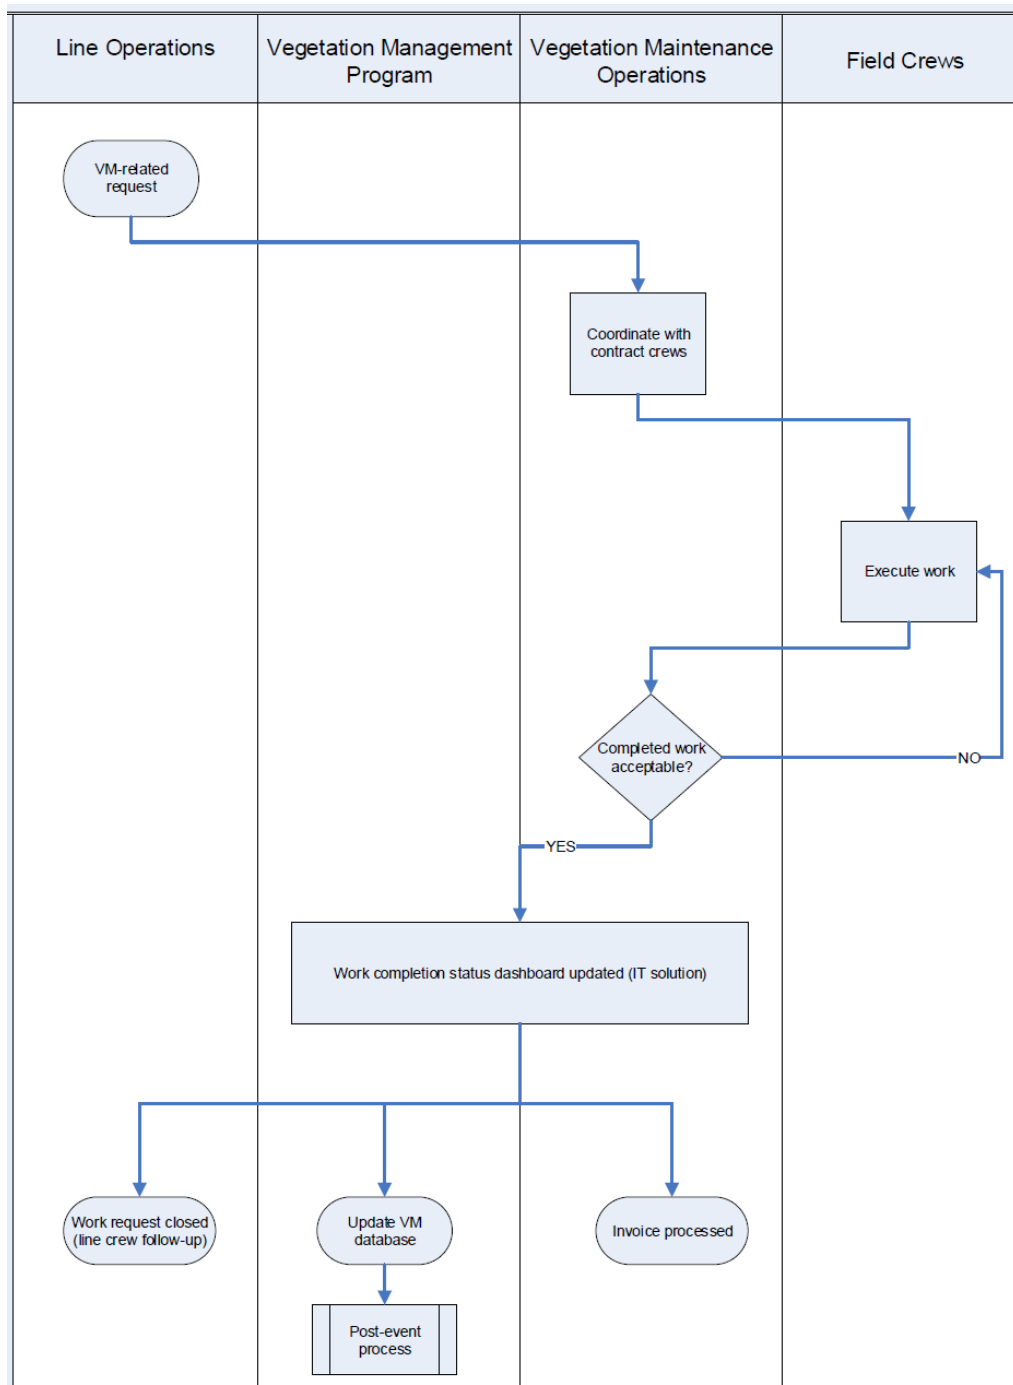 Line Operations
Vegetation Management
Program
Vegetation Maintenance
Operations
Field Crews
VM-related
request
Coordinate with
contract crews
Execute work
Completed work
acceptable?
NO
YES
Work completion status dashboard updated (IT solution)
Work request closed
(line crew follow-up)
Update VM
database
Invoice processed
Post-event
process